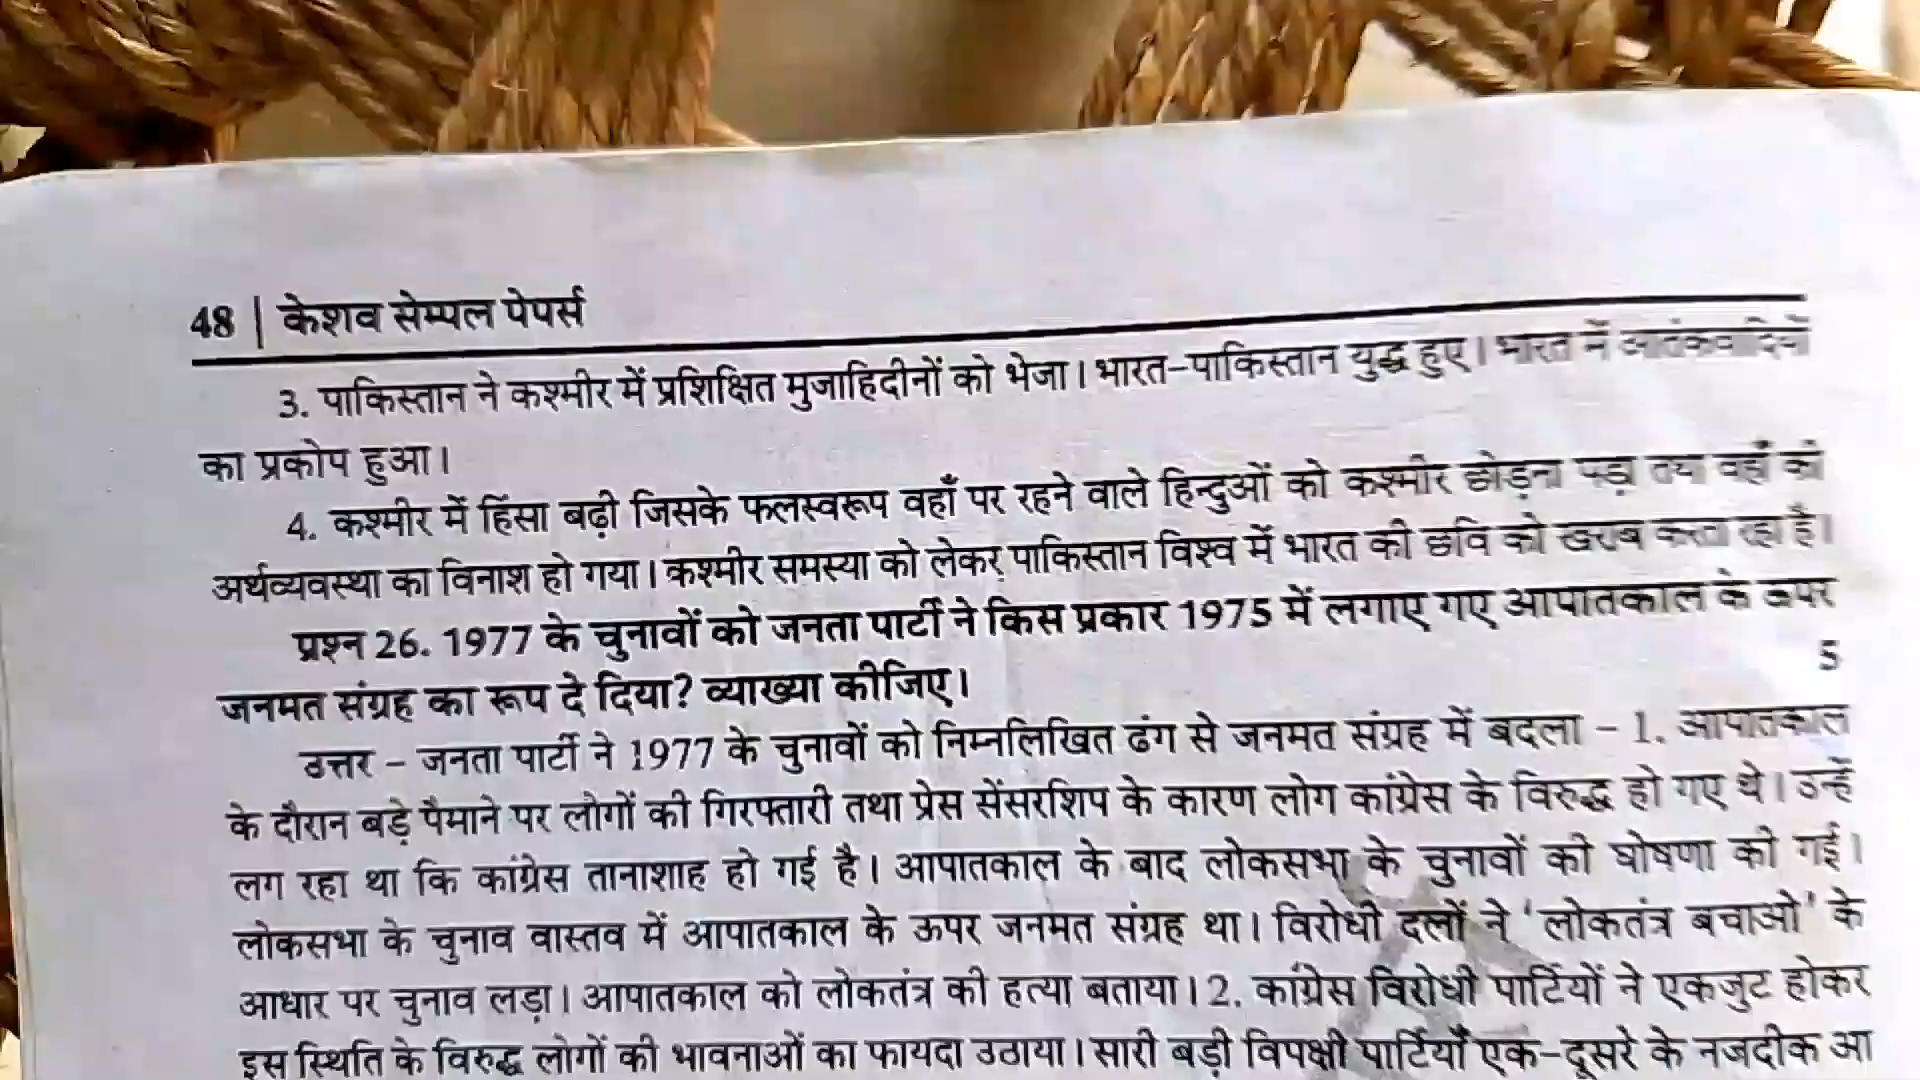 48 | केशव सेम्पल पेपर्स
3. पाकिस्तान ने कश्मीर में प्रशिक्षित मुजाहिदीनों को भेजा। भारत-पाकिस्तान युद्ध हुए। भारत में आतंकवादियों
का प्रकोप हुआ।
4. कश्मीर में हिंसा बढ़ी जिसके फलस्वरूप वहाँ पर रहने वाले हिन्दुओं को कश्मीर छोड़ना पड़ा तथा वहाँ की
अर्थव्यवस्था का विनाश हो गया। कश्मीर समस्या को लेकर पाकिस्तान विश्व में भारत की छवि को खराब करता रहा है।
प्रश्न 26. 1977 के चुनावों को जनता पार्टी ने किस प्रकार 1975 में लगाए गए आपातकाल के ऊपर
जनमत संग्रह का रूप दे दिया? व्याख्या कीजिए। 5
उत्तर – जनता पार्टी ने 1977 के चुनावों को निम्नलिखित ढंग से जनमत संग्रह में बदला – 1. आपातकाल
के दौरान बड़े पैमाने पर लोगों की गिरफ्तारी तथा प्रेस सेंसरशिप के कारण लोग कांग्रेस के विरुद्ध हो गए थे। उन्हें
लग रहा था कि कांग्रेस तानाशाह हो गई है। आपातकाल के बाद लोकसभा के चुनावों की घोषणा की गई।
लोकसभा के चुनाव वास्तव में आपातकाल के ऊपर जनमत संग्रह था। विरोधी दलों ने 'लोकतंत्र बचाओ' के
आधार पर चुनाव लड़ा। आपातकाल को लोकतंत्र की हत्या बताया। 2. कांग्रेस विरोधी पार्टियों ने एकजुट होकर
इस स्थिति के विरुद्ध लोगों की भावनाओं का फायदा उठाया। सारी बड़ी विपक्षी पार्टियाँ एक-दूसरे के नजदीक आ